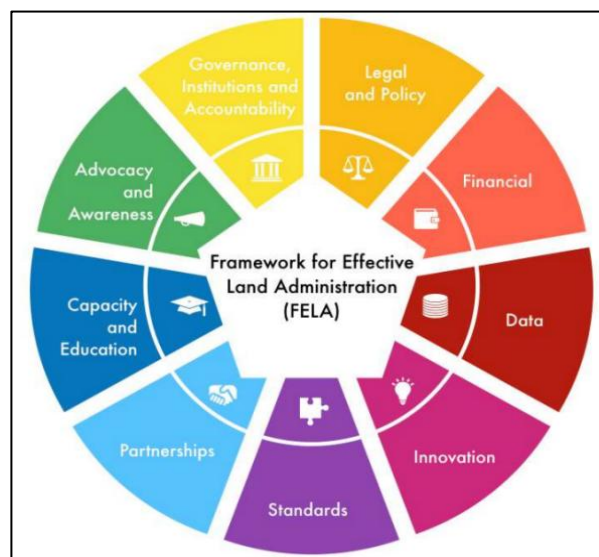 Governance,
Institutions and
Accountability
Legal
and Policy
Financial
Data
Innovation
Standards
Partnerships
Capacity
and
Education
Advocacy
and
Awareness
Framework for Effective
Land Administration
(FELA)